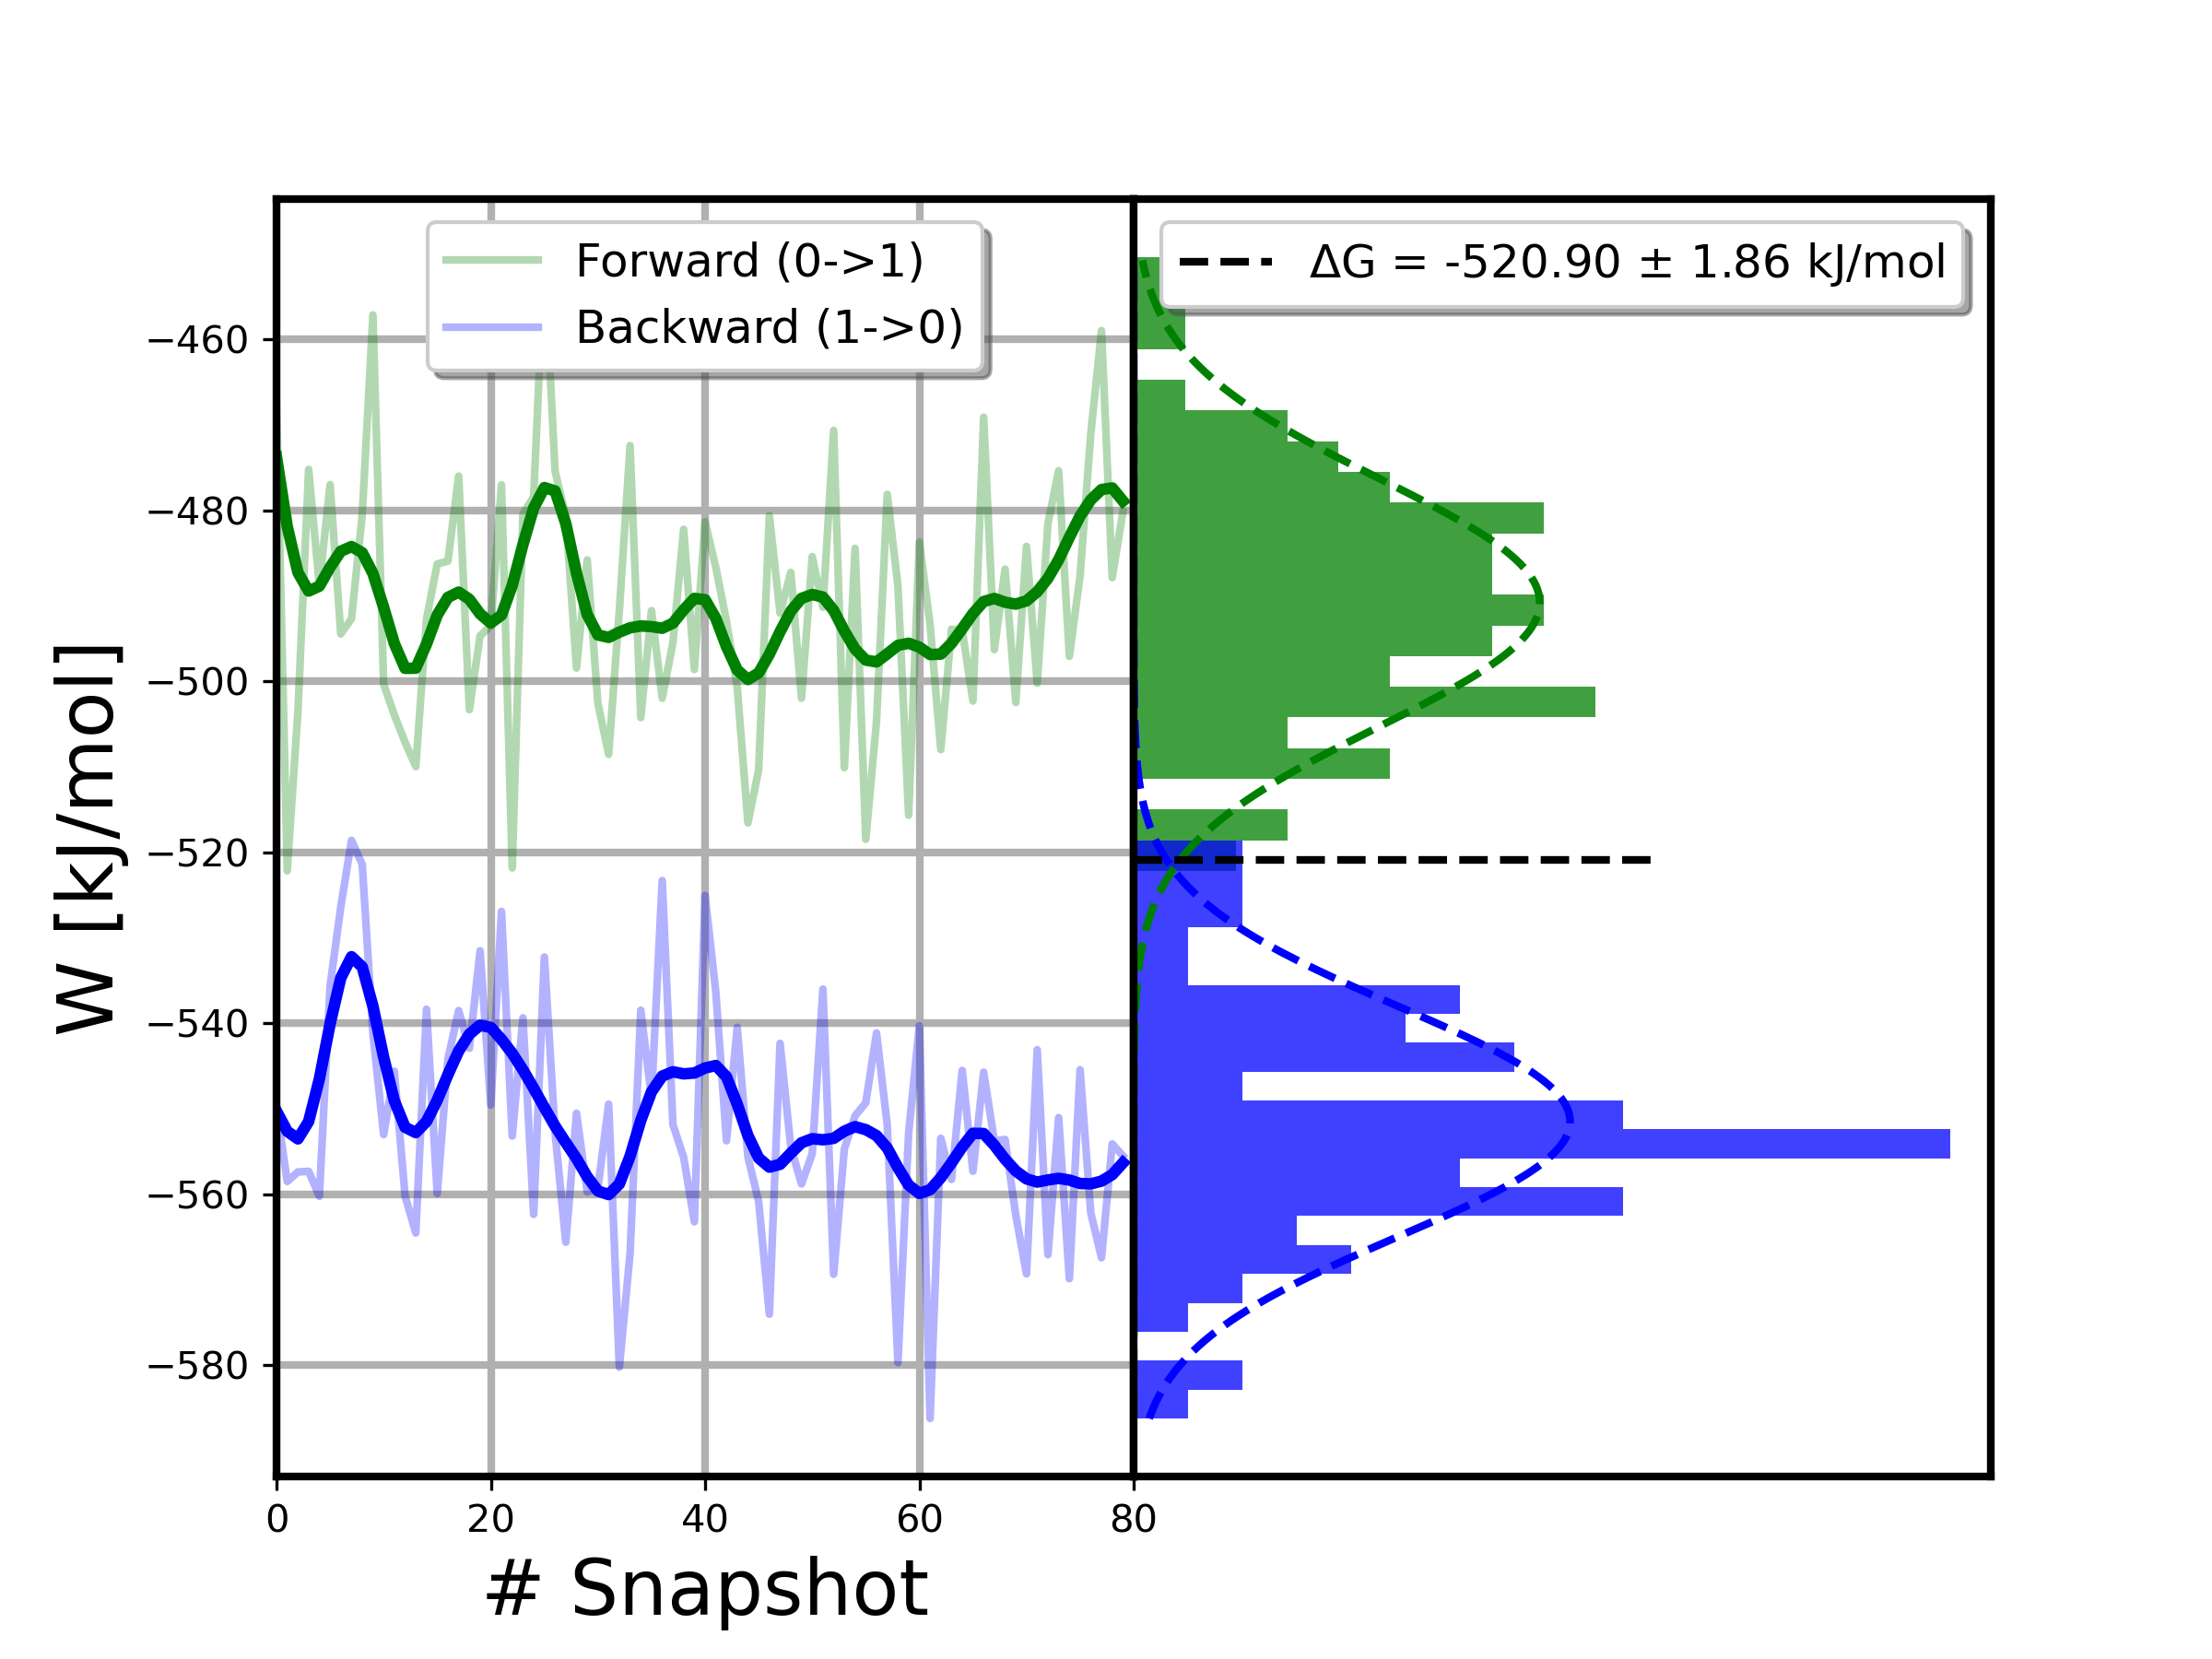 Forward (0->1)
Backward (1->0)
ΔG = -520.90 ± 1.86 kJ/mol
W [kJ/mol]
−460
−480
−500
−520
−540
−560
−580
0 20 40 60 80
# Snapshot